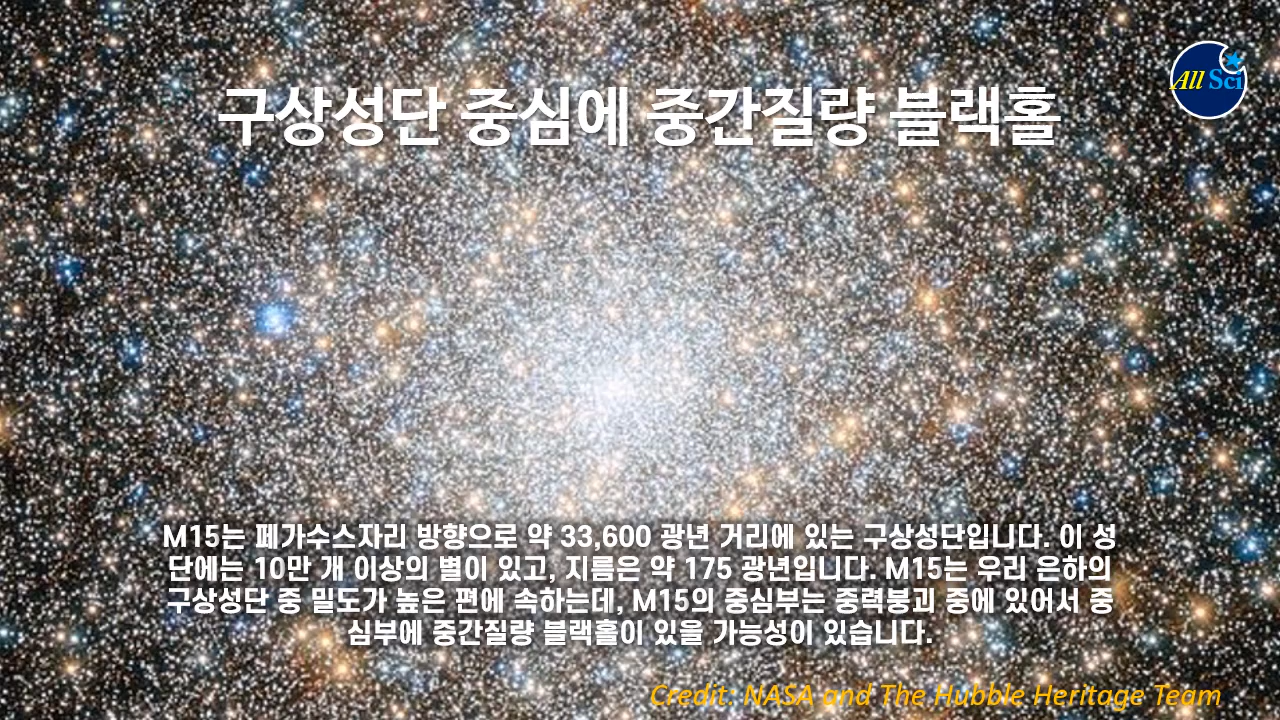 All Sci
구상성단 중심에 중간질량 블랙홀
M15는 페가수스자리 방향으로 약 33,600 광년 거리에 있는 구상성단입니다. 이 성
단에는 10만 개 이상의 별이 있고, 지름은 약 175 광년입니다. M15는 우리 은하의
구상성단 중 밀도가 높은 편에 속하는데, M15의 중심부는 중력붕괴 중에 있어서 중
심부에 중간질량 블랙홀이 있을 가능성이 있습니다.
Credit: NASA and The Hubble Heritage Team